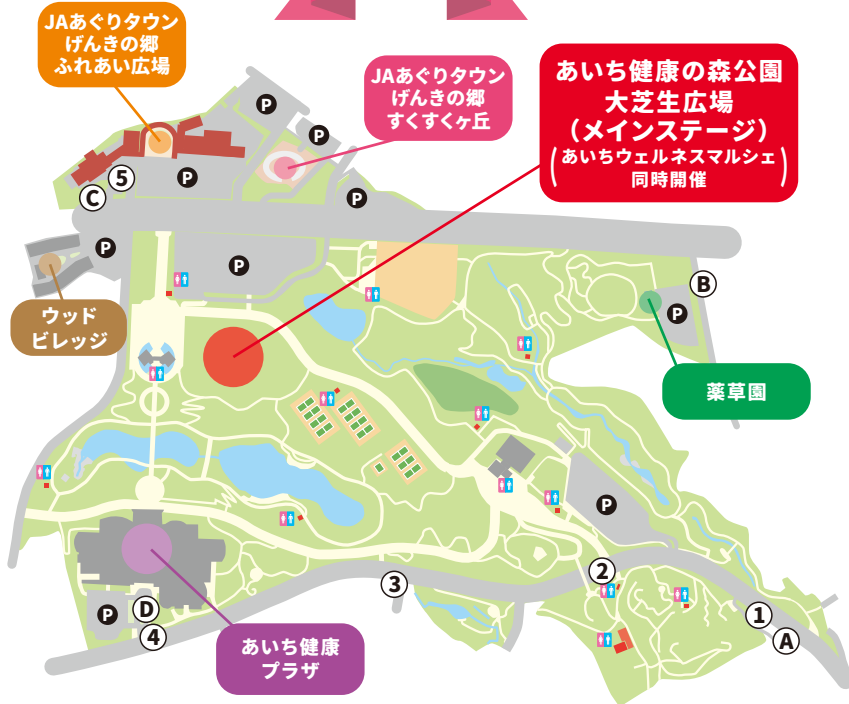 JAあぐりタウン
げんきの郷
ふれあい広場
JAあぐりタウン
げんきの郷
すくすくヶ丘
あいち健康の森公園
大芝生広場
（メインステージ）
(あいちウェルネスマルシェ
同時開催)
P
P
P
P
5
C
P
P
B
P
ウッド
ビレッジ
薬草園
P
3
2
1
A
P
D
4
あいち健康
プラザ